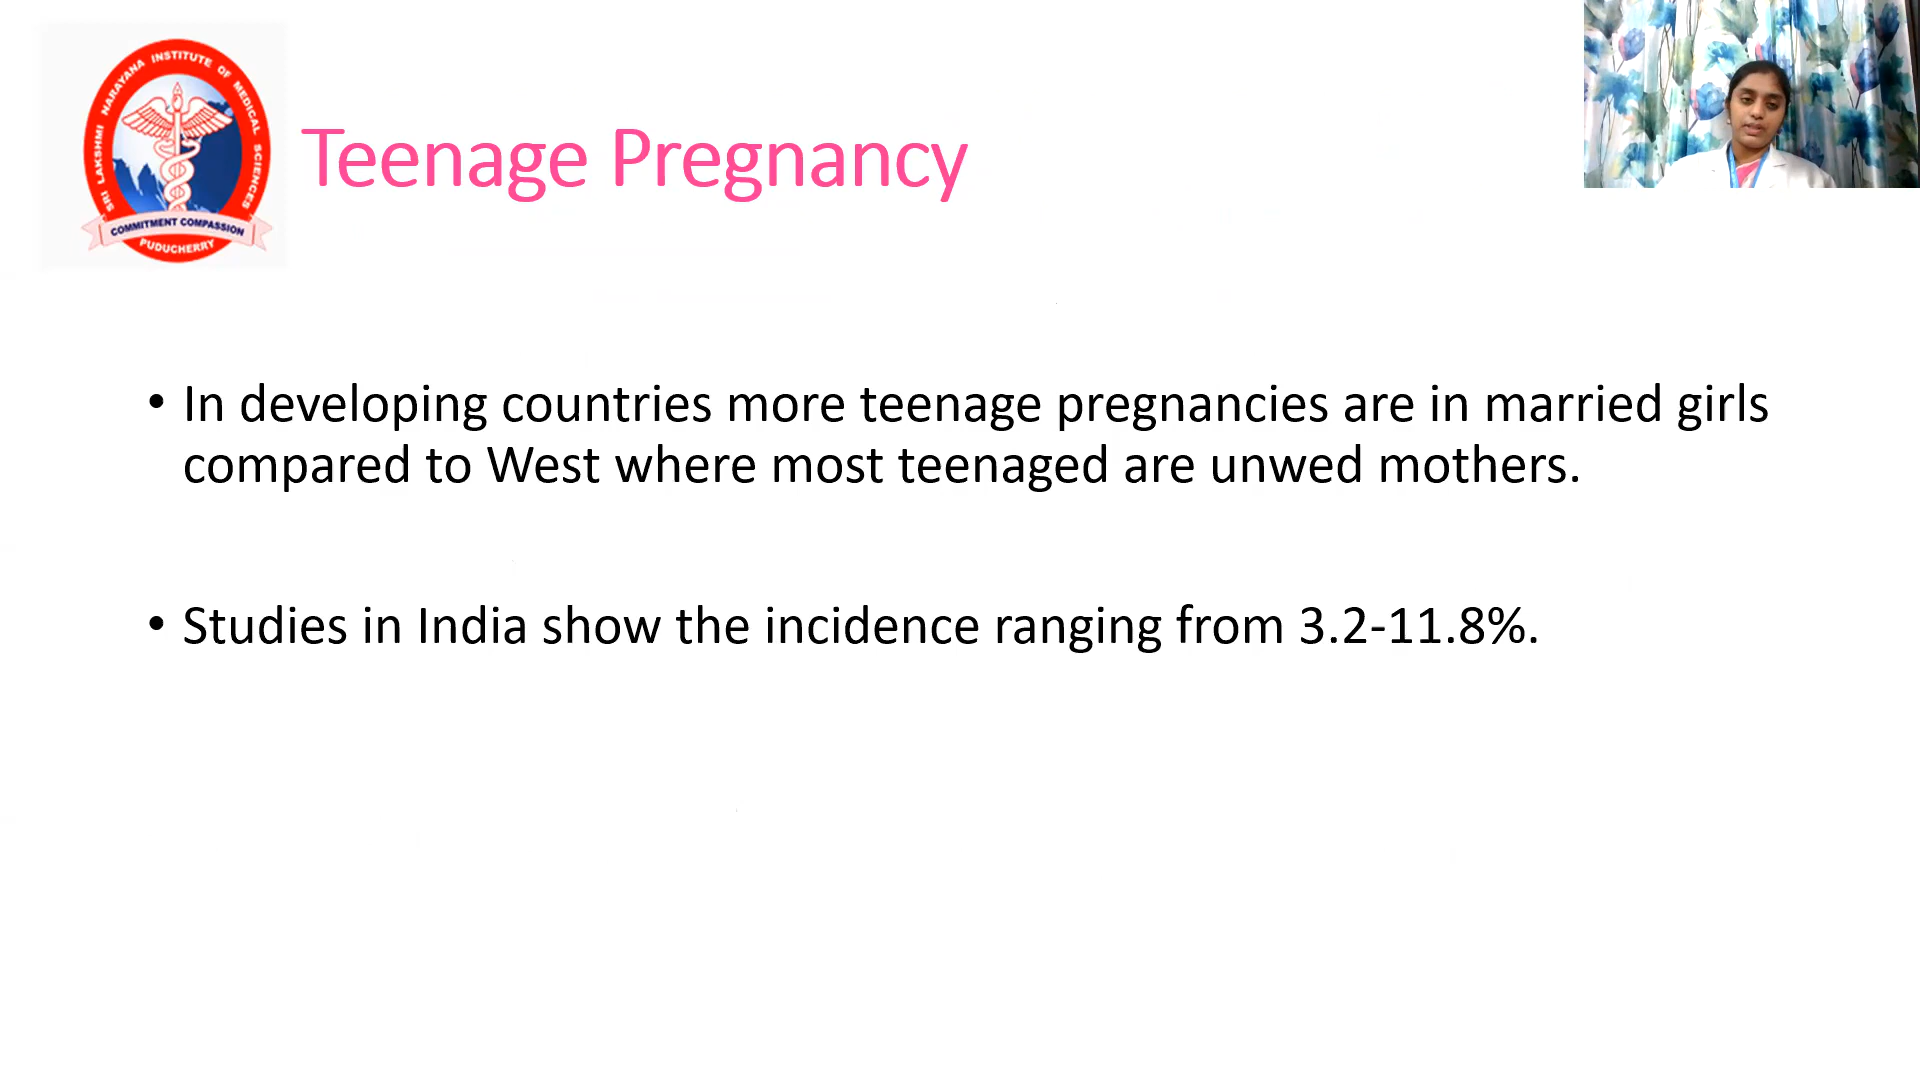 SRI LAKSHMI NARAYANA INSTITUTE OF MEDICAL SCIENCES
COMMITMENT COMPASSION
PUDUCHERRY
Teenage Pregnancy
• In developing countries more teenage pregnancies are in married girls
compared to West where most teenaged are unwed mothers.
• Studies in India show the incidence ranging from 3.2-11.8%.